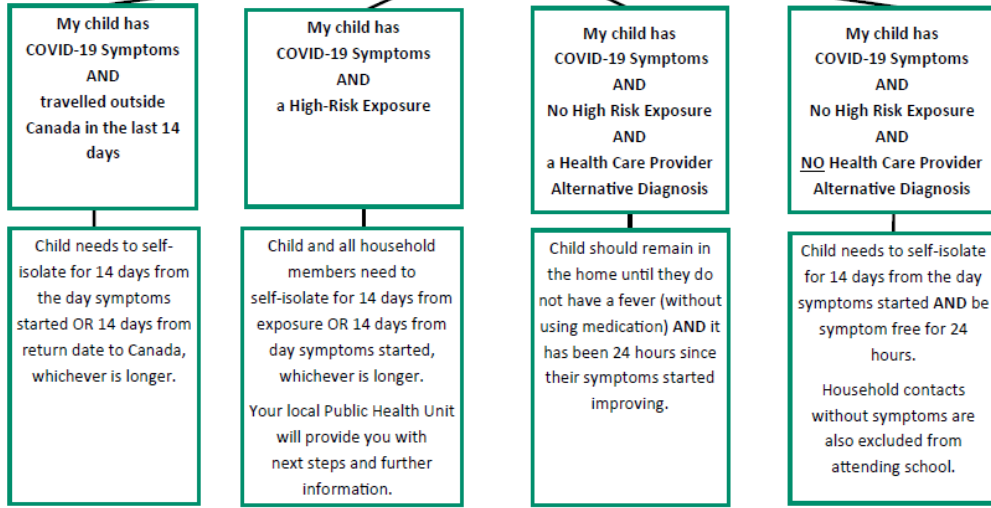 My child has
COVID-19 Symptoms
AND
travelled outside
Canada in the last 14
days
My child has
COVID-19 Symptoms
AND
a High-Risk Exposure
My child has
COVID-19 Symptoms
AND
No High Risk Exposure
AND
a Health Care Provider
Alternative Diagnosis
My child has
COVID-19 Symptoms
AND
No High Risk Exposure
AND
NO Health Care Provider
Alternative Diagnosis
Child needs to self-
isolate for 14 days from
the day symptoms
started OR 14 days from
return date to Canada,
whichever is longer.
Child and all household
members need to
self-isolate for 14 days from
exposure OR 14 days from
day symptoms started,
whichever is longer.
Your local Public Health Unit
will provide you with
next steps and further
information.
Child should remain in
the home until they do
not have a fever (without
using medication) AND it
has been 24 hours since
their symptoms started
improving.
Child needs to self-isolate
for 14 days from the day
symptoms started AND be
symptom free for 24
hours.
Household contacts
without symptoms are
also excluded from
attending school.